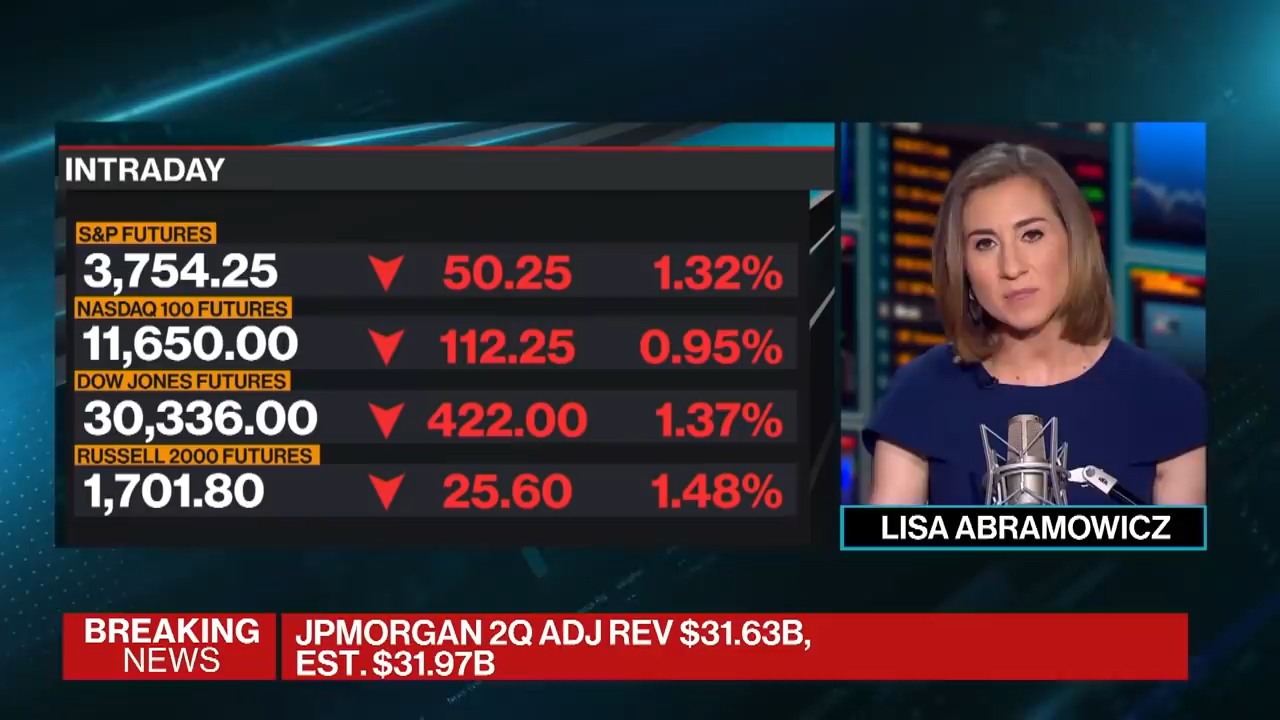 INTRADAY
S&P FUTURES
3,754.25 ▼ 50.25 1.32%
NASDAQ 100 FUTURES
11,650.00 ▼ 112.25 0.95%
DOW JONES FUTURES
30,336.00 ▼ 422.00 1.37%
RUSSELL 2000 FUTURES
1,701.80 ▼ 25.60 1.48%
LISA ABRAMOWICZ
BREAKING
NEWS
JPMORGAN 2Q ADJ REV $31.63B,
EST. $31.97B